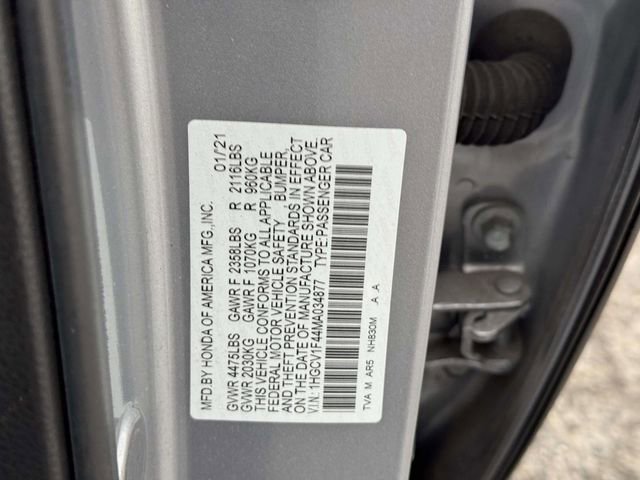 MFD.BY HONDA OF AMERICA MFG.,INC. 01/21
GVWR 4475LBS GAWR F 2358LBS R 2116LBS
GVWR 2030KG GAWR F 1070KG R 960KG
THIS VEHICLE CONFORMS TO ALL APPLICABLE
FEDERAL MOTOR VEHICLE SAFETY BUMPER,
AND THEFT PREVENTION STANDARDS IN EFFECT
ON THE DATE OF MANUFACTURE SHOWN ABOVE.
V.I.N.: 1HGCV1F44MA034877 TYPE:PASSENGER CAR
TVA M AR5 NH830M A .A